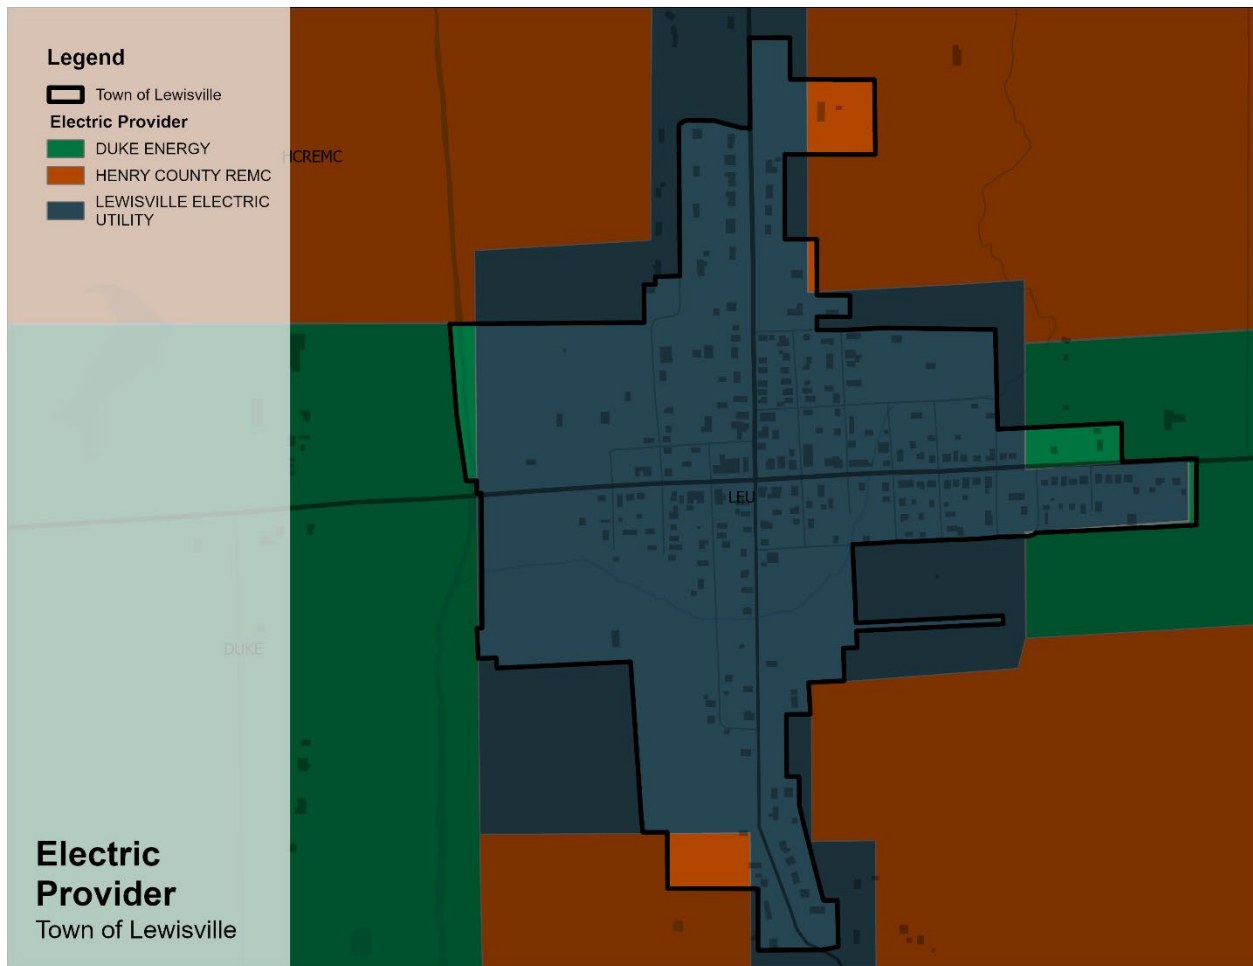 Legend
Town of Lewisville
Electric Provider
DUKE ENERGY
HCREMC
HENRY COUNTY REMC
LEWISVILLE ELECTRIC
UTILITY
LEU
DUKE
Electric
Provider
Town of Lewisville